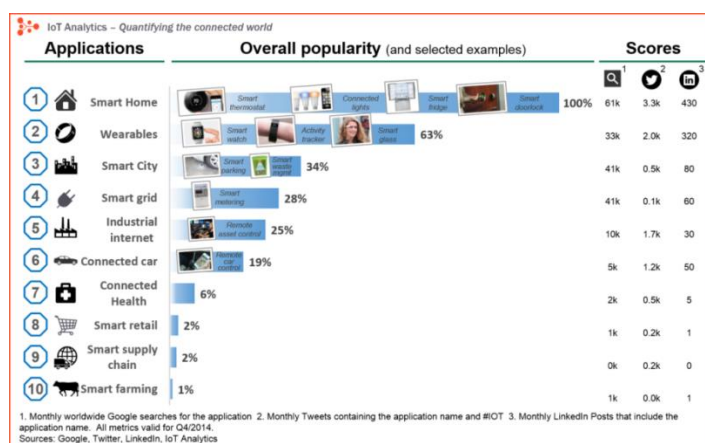 IoT Analytics – Quantifying the connected world
Applications Overall popularity (and selected examples) Scores
1 2 3
1 Smart Home Smart thermostat Connected lights Smart fridge Smart doorlock 100% 61k 3.3k 430
2 Wearables Smart watch Activity tracker Smart glass 63% 33k 2.0k 320
3 Smart City Smart parking Smart waste mgmt 34% 41k 0.5k 80
4 Smart grid Smart metering 28% 41k 0.1k 60
5 Industrial internet Remote asset control 25% 10k 1.7k 30
6 Connected car Remote car control 19% 5k 1.2k 50
7 Connected Health 6% 2k 0.5k 5
8 Smart retail 2% 1k 0.2k 1
9 Smart supply chain 2% 0k 0.2k 0
10 Smart farming 1% 1k 0.0k 1
1. Monthly worldwide Google searches for the application 2. Monthly Tweets containing the application name and #IOT 3. Monthly LinkedIn Posts that include the
application name. All metrics valid for Q4/2014.
Sources: Google, Twitter, LinkedIn, IoT Analytics